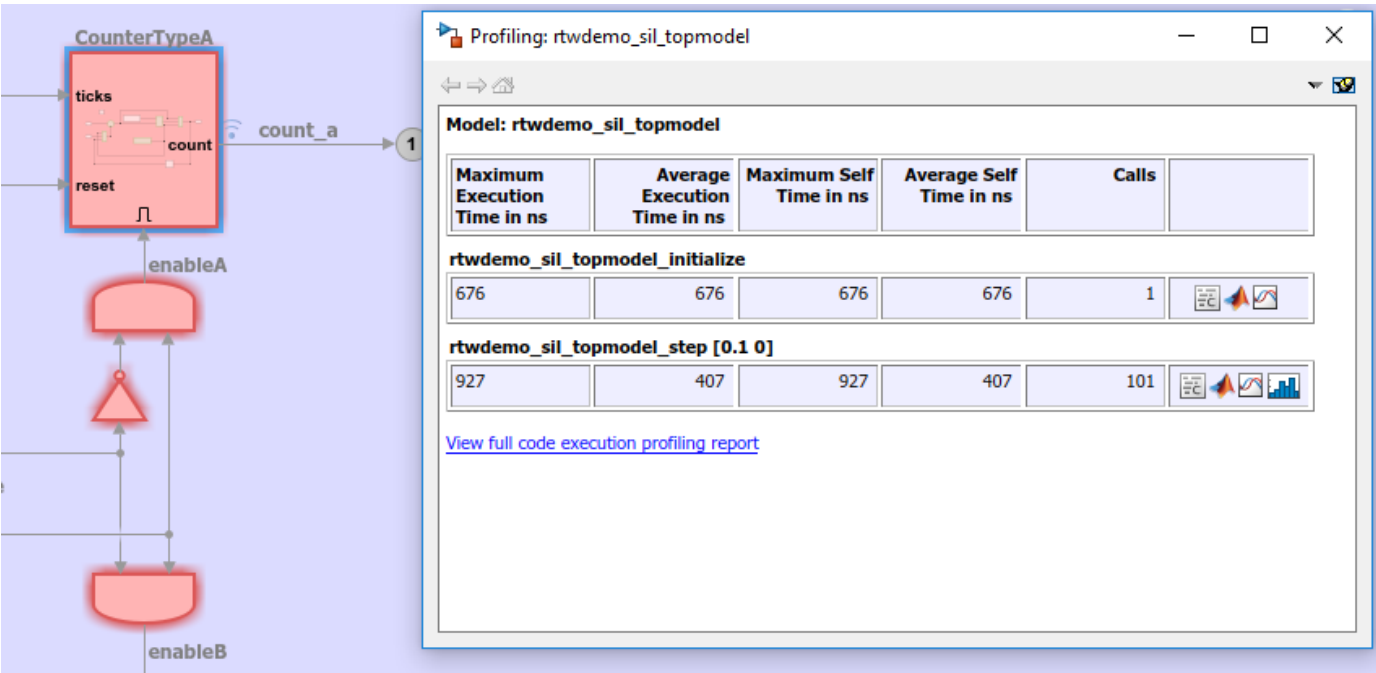 CounterTypeA
ticks
count
reset
count_a
1
enableA
enableB
Profiling: rtwdemo_sil_topmodel
Model: rtwdemo_sil_topmodel
Maximum Execution Time in ns
Average Execution Time in ns
Maximum Self Time in ns
Average Self Time in ns
Calls
rtwdemo_sil_topmodel_initialize
676 676 676 676 1
rtwdemo_sil_topmodel_step [0.1 0]
927 407 927 407 101
View full code execution profiling report